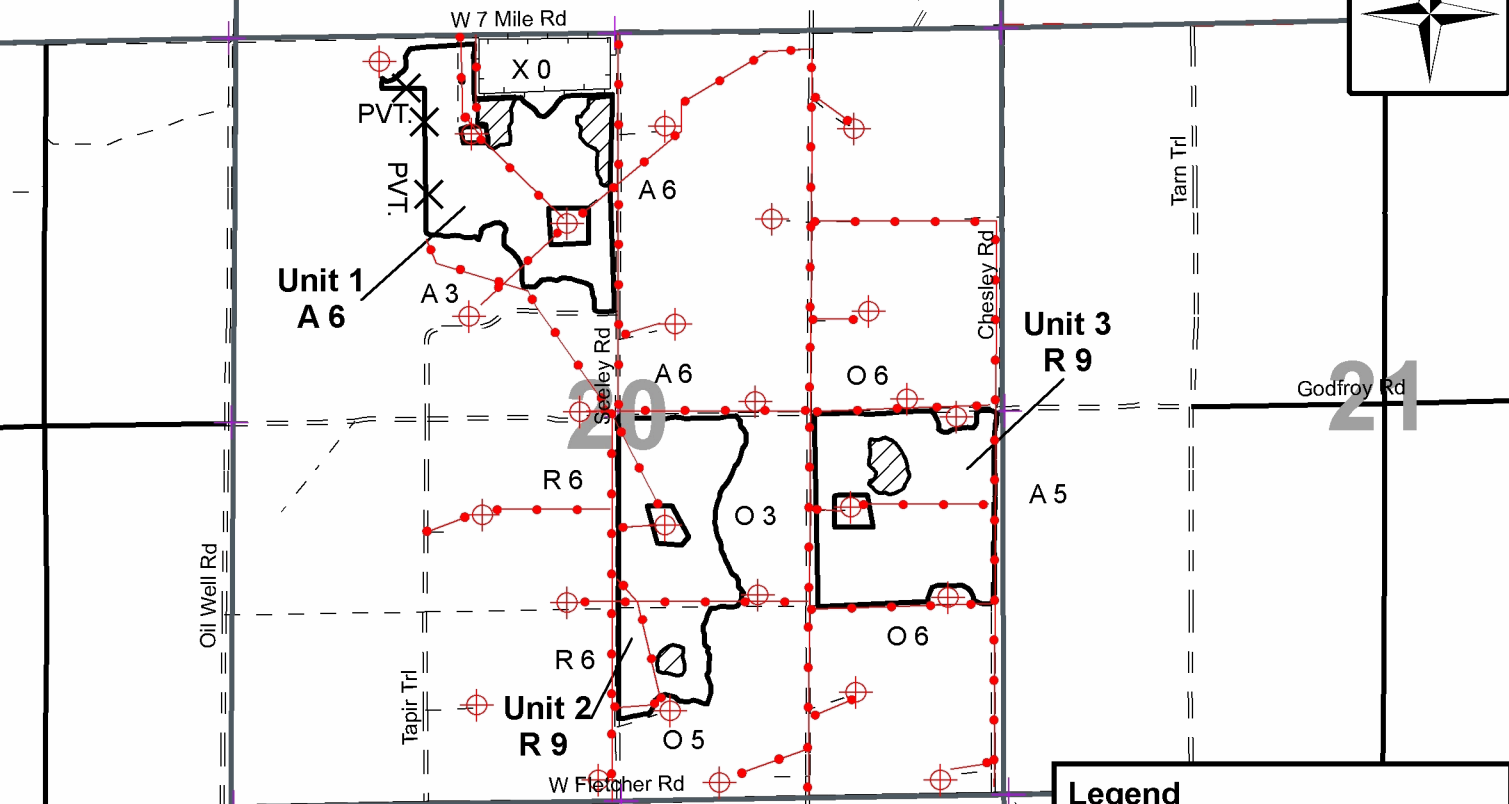 W 7 Mile Rd
X 0
PVT.
PVT.
A 6
Tarn Trl
Unit 1
A 6
A 3
Chesley Rd
Unit 3
R 9
Seeley Rd
A 6
O 6
20
21
Godfroy Rd
R 6
O 3
A 5
Oil Well Rd
R 6
O 6
Tapir Trl
Unit 2
R 9
O 5
W Fletcher Rd
Legend